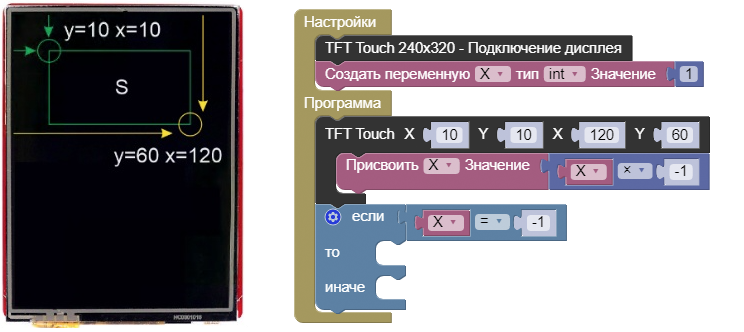 y=10 x=10
S
y=60 x=120
HC0901018
Настройки
TFT Touch 240x320 - Подключение дисплея
Создать переменную X тип int Значение 1
Программа
TFT Touch X 10 Y 10 X 120 Y 60
Присвоить X Значение X × -1
если X = -1
то
иначе